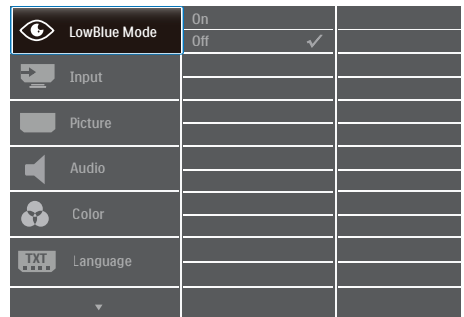 LowBlue Mode
On
Off
Input
Picture
Audio
Color
TXT
Language